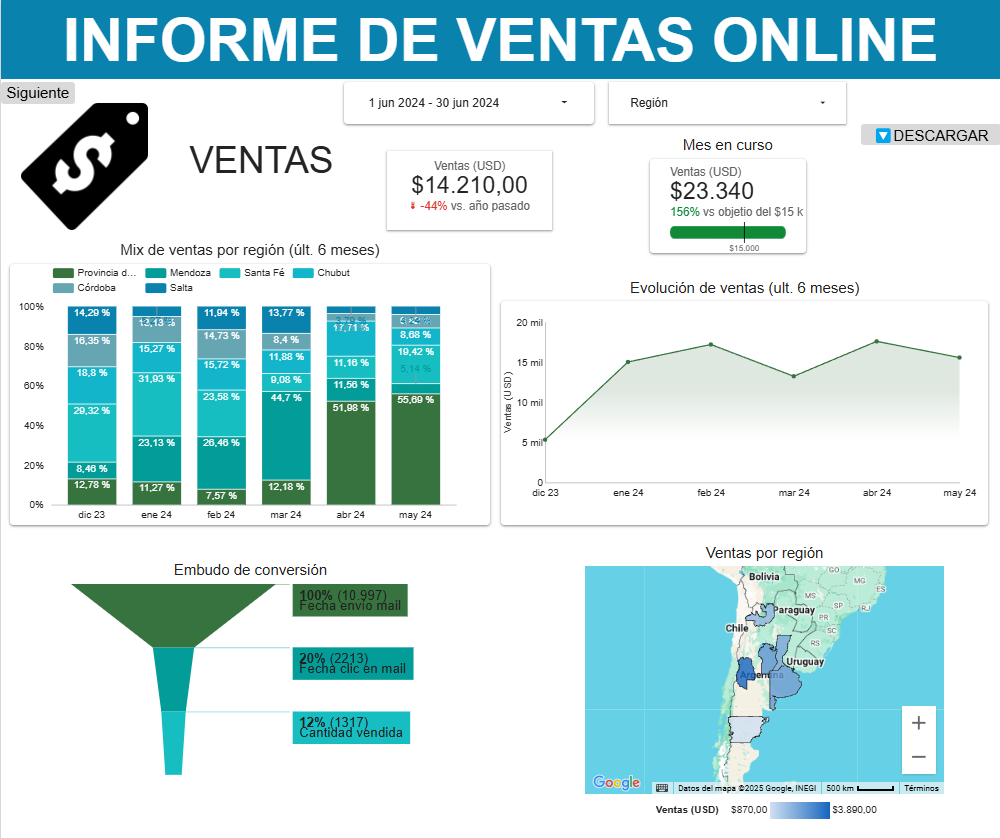 INFORME DE VENTAS ONLINE
Siguiente
1 jun 2024 - 30 jun 2024
Región
DESCARGAR
VENTAS
Ventas (USD)
$14.210,00
-44% vs. año pasado
Mes en curso
Ventas (USD)
$23.340
156% vs objetio del $15 k
$15.000
Mix de ventas por región (últ. 6 meses)
Provincia d...
Mendoza
Santa Fé
Chubut
Córdoba
Salta
100%
80%
60%
40%
20%
0%
14,29 %
16,35 %
18,8 %
29,32 %
8,46 %
12,78 %
12,13 %
15,27 %
31,93 %
23,13 %
11,27 %
11,94 %
14,73 %
15,72 %
23,58 %
26,46 %
7,57 %
13,77 %
8,4 %
11,88 %
9,08 %
44,7 %
12,18 %
3,79 %
17,71 %
11,16 %
11,56 %
51,98 %
8,68 %
19,42 %
5,14 %
55,69 %
dic 23
ene 24
feb 24
mar 24
abr 24
may 24
Evolución de ventas (ult. 6 meses)
Ventas (USD)
20 mil
15 mil
10 mil
5 mil
0
dic 23
ene 24
feb 24
mar 24
abr 24
may 24
Embudo de conversión
100% (10.997)
Fecha envío mail
20% (2213)
Fecha clic en mail
12% (1317)
Cantidad vendida
Ventas por región
Bolivia
GO
MG
ES
MS
SP
RJ
Paraguay
PR
SC
Chile
RS
Uruguay
Argentina
Google
Datos del mapa ©2025 Google, INEGI
500 km
Términos
Ventas (USD)
$870,00
$3.890,00